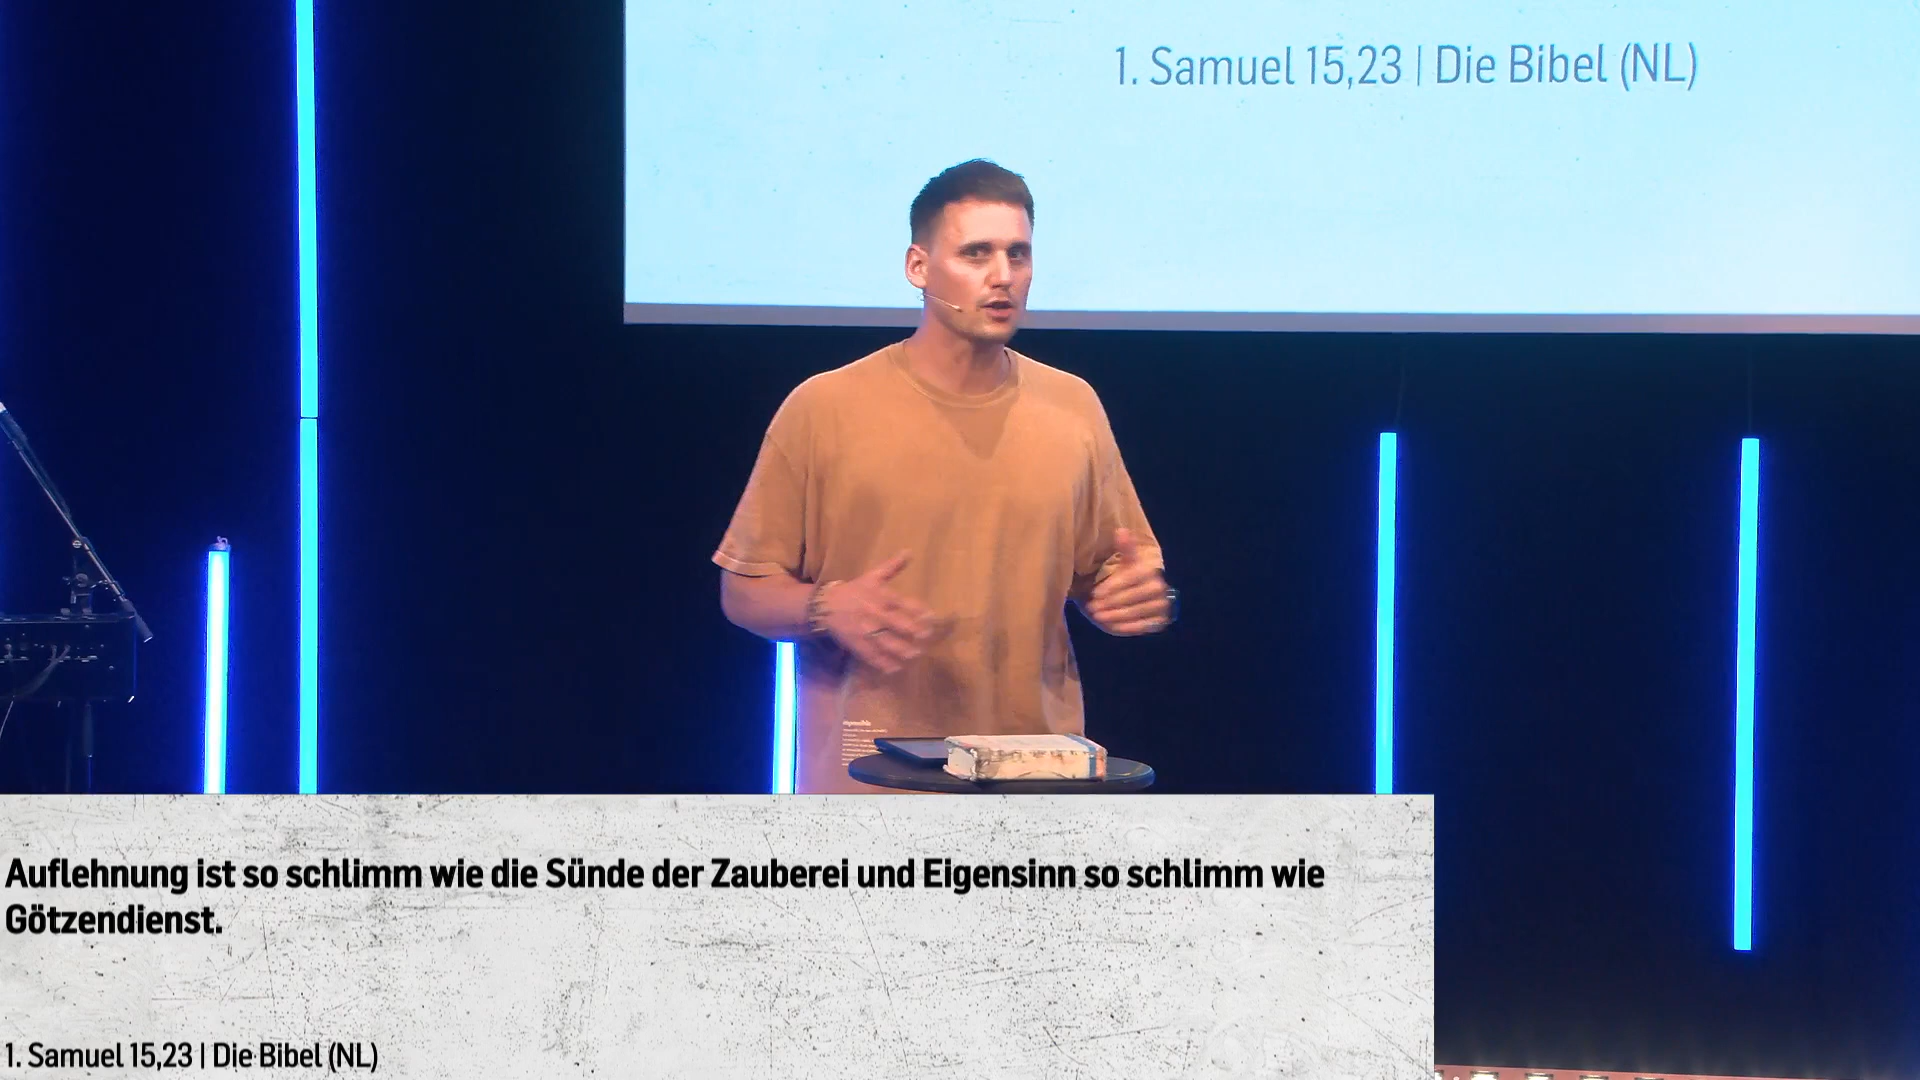 1. Samuel 15,23 | Die Bibel (NL)
Auflehnung ist so schlimm wie die Sünde der Zauberei und Eigensinn so schlimm wie
Götzendienst.
1. Samuel 15,23 | Die Bibel (NL)